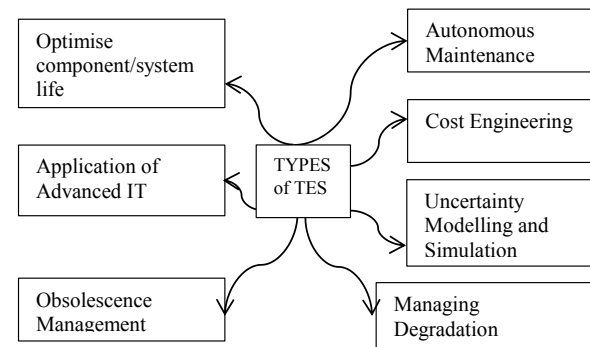 Optimise
component/system
life
Autonomous
Maintenance
Cost Engineering
Application of
Advanced IT
TYPES
of TES
Uncertainty
Modelling and
Simulation
Obsolescence
Management
Managing
Degradation